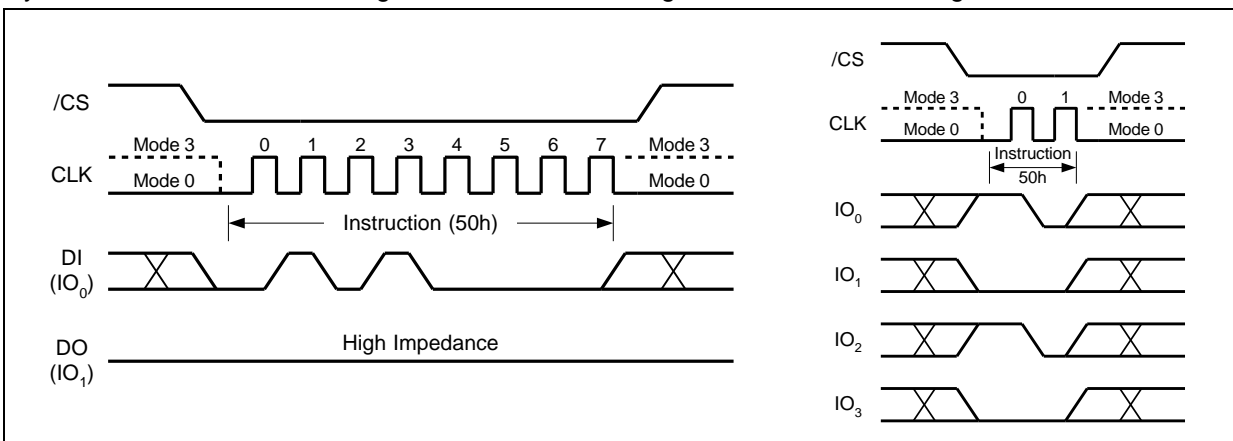 /CS
Mode 3 0 1 2 3 4 5 6 7 Mode 3
CLK Mode 0 Mode 0
Instruction (50h)
DI
(IO0)
High Impedance
DO
(IO1)
/CS
Mode 3 0 1 Mode 3
CLK Mode 0 Mode 0
Instruction
50h
IO0
IO1
IO2
IO3